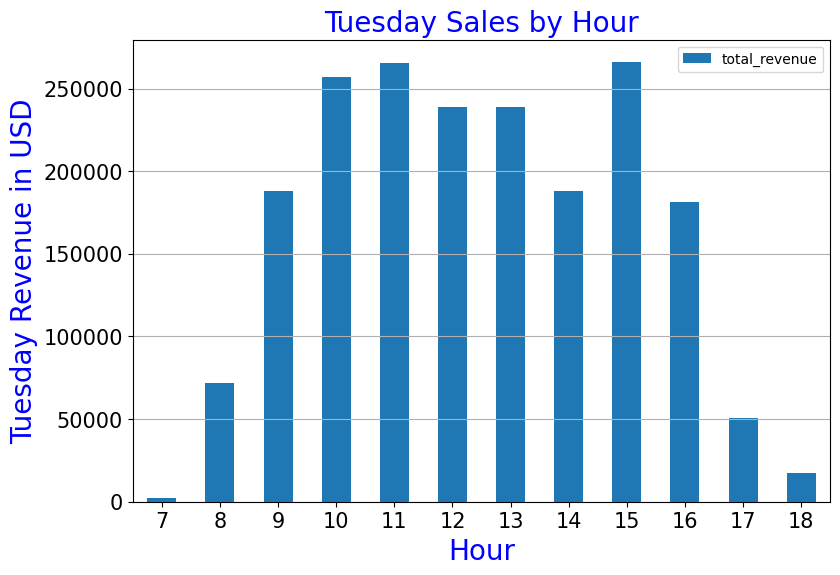 Tuesday Sales by Hour
total_revenue
Tuesday Revenue in USD
250000
200000
150000
100000
50000
0
7 8 9 10 11 12 13 14 15 16 17 18
Hour